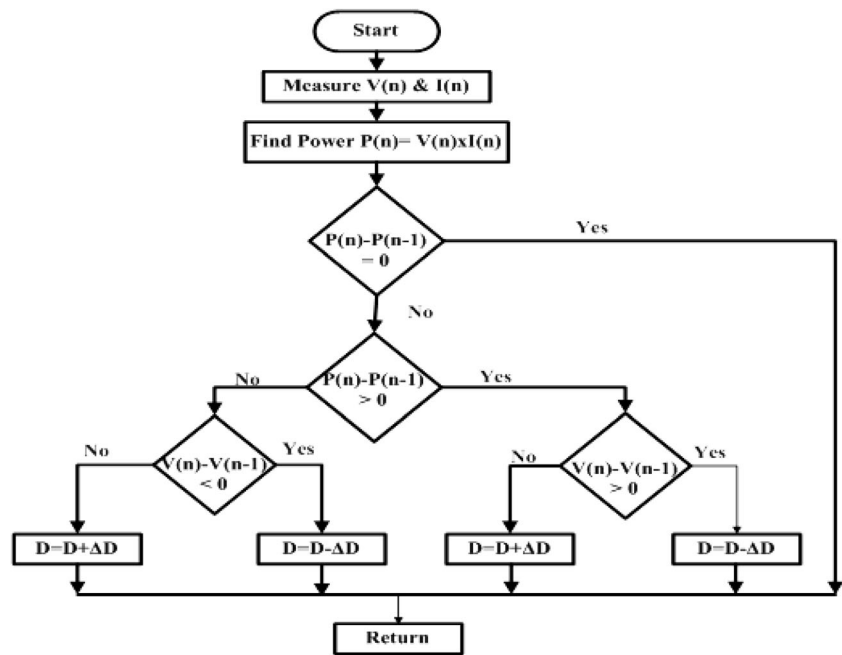 Start
Measure V(n) & I(n)
Find Power P(n)= V(n)xI(n)
P(n)-P(n-1)
= 0
Yes
No
P(n)-P(n-1)
> 0
No
Yes
V(n)-V(n-1)
< 0
No
Yes
V(n)-V(n-1)
> 0
No
Yes
D=D+ΔD
D=D-ΔD
D=D+ΔD
D=D-ΔD
Return